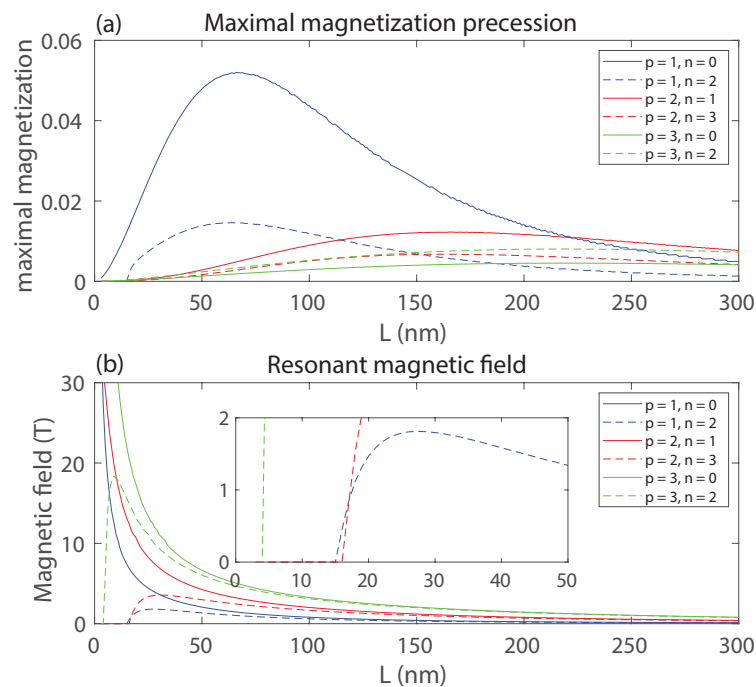 (a) Maximal magnetization precession
maximal magnetization
0.06
0.04
0.02
0
p = 1, n = 0
p = 1, n = 2
p = 2, n = 1
p = 2, n = 3
p = 3, n = 0
p = 3, n = 2
0 50 100 150 200 250 300
L (nm)
(b) Resonant magnetic field
Magnetic field (T)
30
20
10
0
2
1
0
0 10 20 30 40 50
p = 1, n = 0
p = 1, n = 2
p = 2, n = 1
p = 2, n = 3
p = 3, n = 0
p = 3, n = 2
0 50 100 150 200 250 300
L (nm)